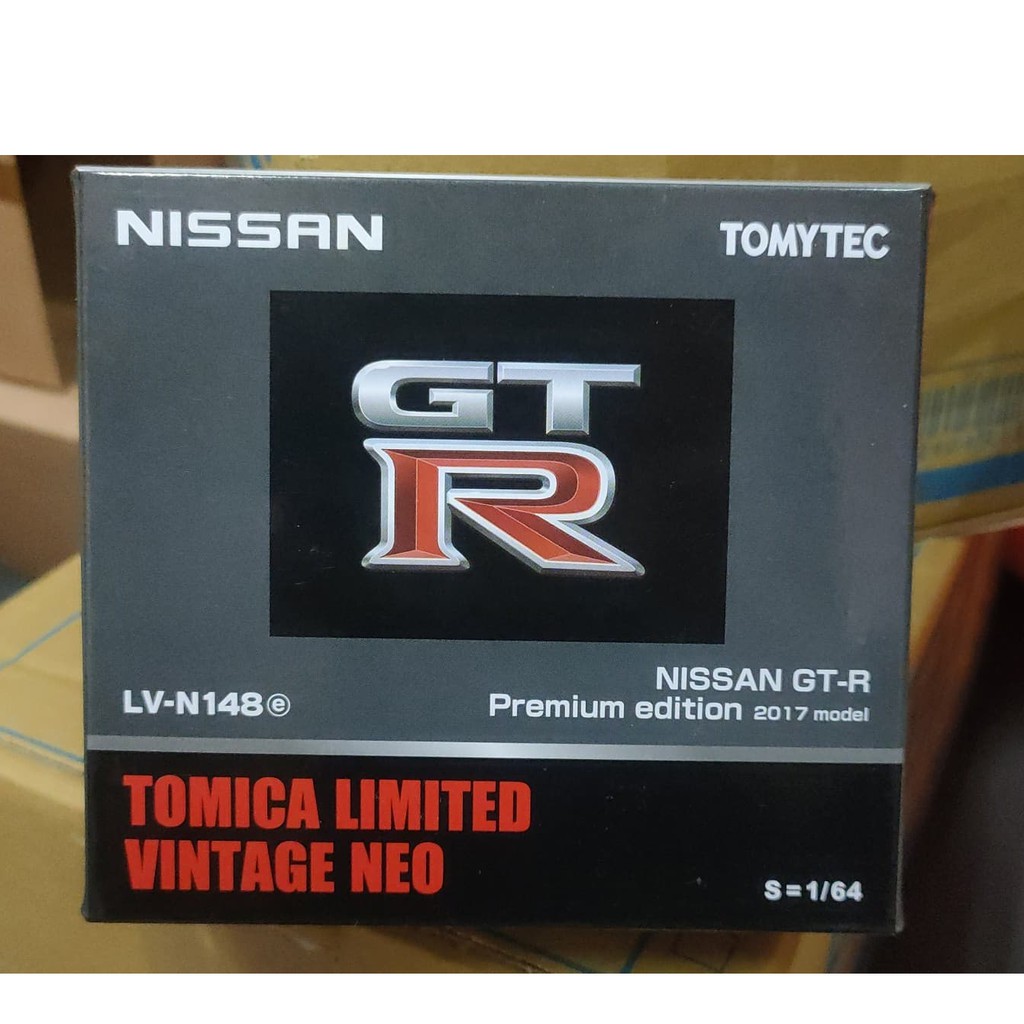 NISSAN
TOMYTEC
GT
R
NISSAN GT-R
LV-N148ⓔ
Premium edition 2017 model
TOMICA LIMITED
VINTAGE NEO
S=1/64